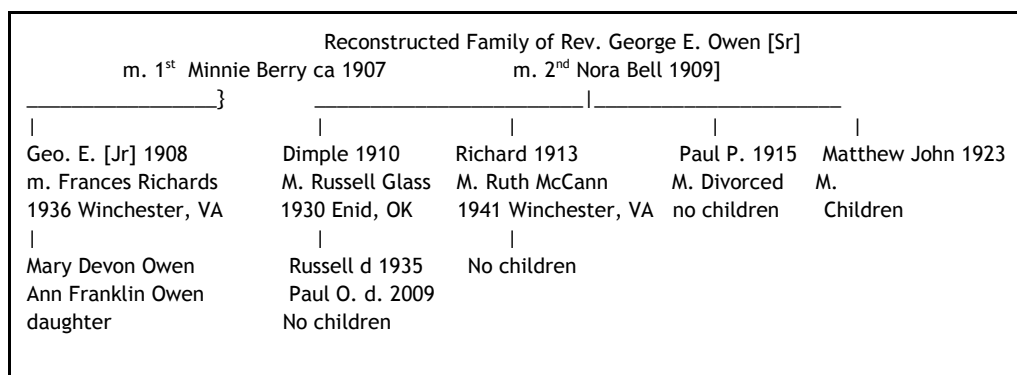 Reconstructed Family of Rev. George E. Owen [Sr]
m. 1st Minnie Berry ca 1907 m. 2nd Nora Bell 1909]
_________________} ________________________|______________________
| | | | |
Geo. E. [Jr] 1908 Dimple 1910 Richard 1913 Paul P. 1915 Matthew John 1923
m. Frances Richards M. Russell Glass M. Ruth McCann M. Divorced M.
1936 Winchester, VA 1930 Enid, OK 1941 Winchester, VA no children Children
| | |
Mary Devon Owen Russell d 1935 No children
Ann Franklin Owen Paul O. d. 2009
daughter No children